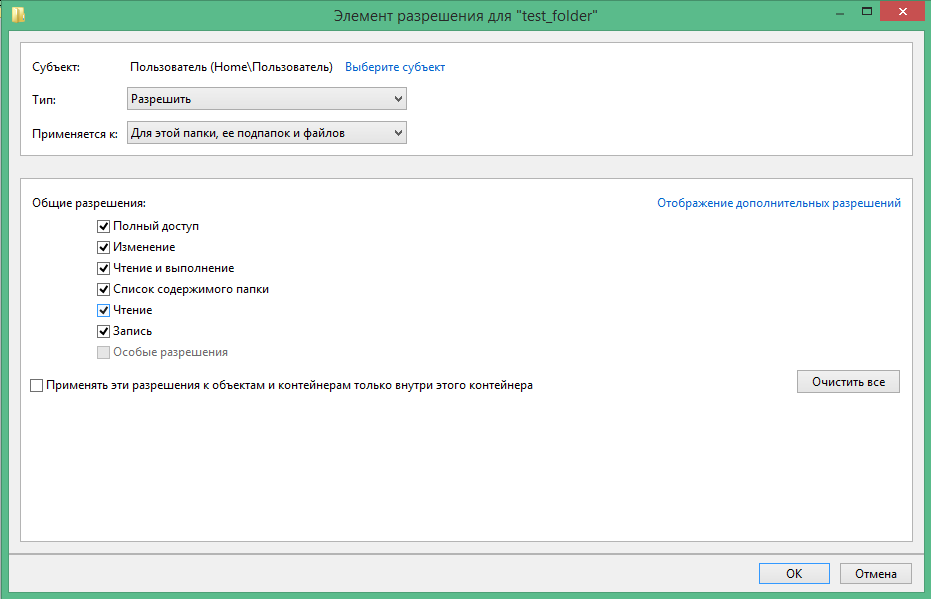 Элемент разрешения для "test_folder"
Субъект: Пользователь (Home\Пользователь) Выберите субъект
Тип: Разрешить
Применяется к: Для этой папки, ее подпапок и файлов
Общие разрешения: Отображение дополнительных разрешений
Полный доступ
Изменение
Чтение и выполнение
Список содержимого папки
Чтение
Запись
Особые разрешения
Применять эти разрешения к объектам и контейнерам только внутри этого контейнера
Очистить все
OK Отмена